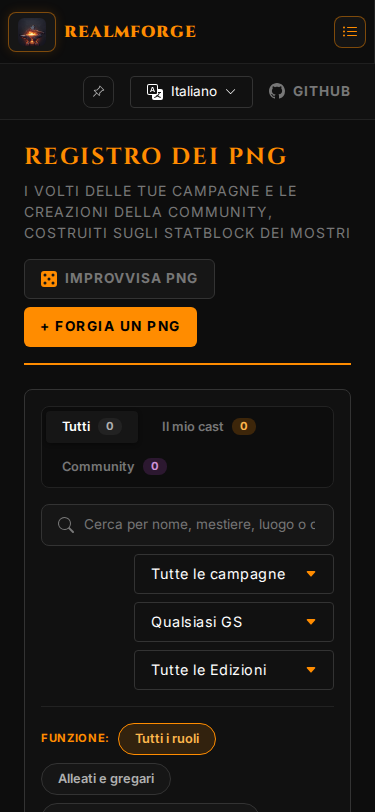 REALMFORGE
Italiano
GITHUB
REGISTRO DEI PNG
I VOLTI DELLE TUE CAMPAGNE E LE
CREAZIONI DELLA COMMUNITY,
COSTRUITI SUGLI STATBLOCK DEI MOSTRI
IMPROVVISA PNG
+ FORGIA UN PNG
Tutti 0 Il mio cast 0
Community 0
Cerca per nome, mestiere, luogo o c
Tutte le campagne
Qualsiasi GS
Tutte le Edizioni
FUNZIONE: Tutti i ruoli
Alleati e gregari